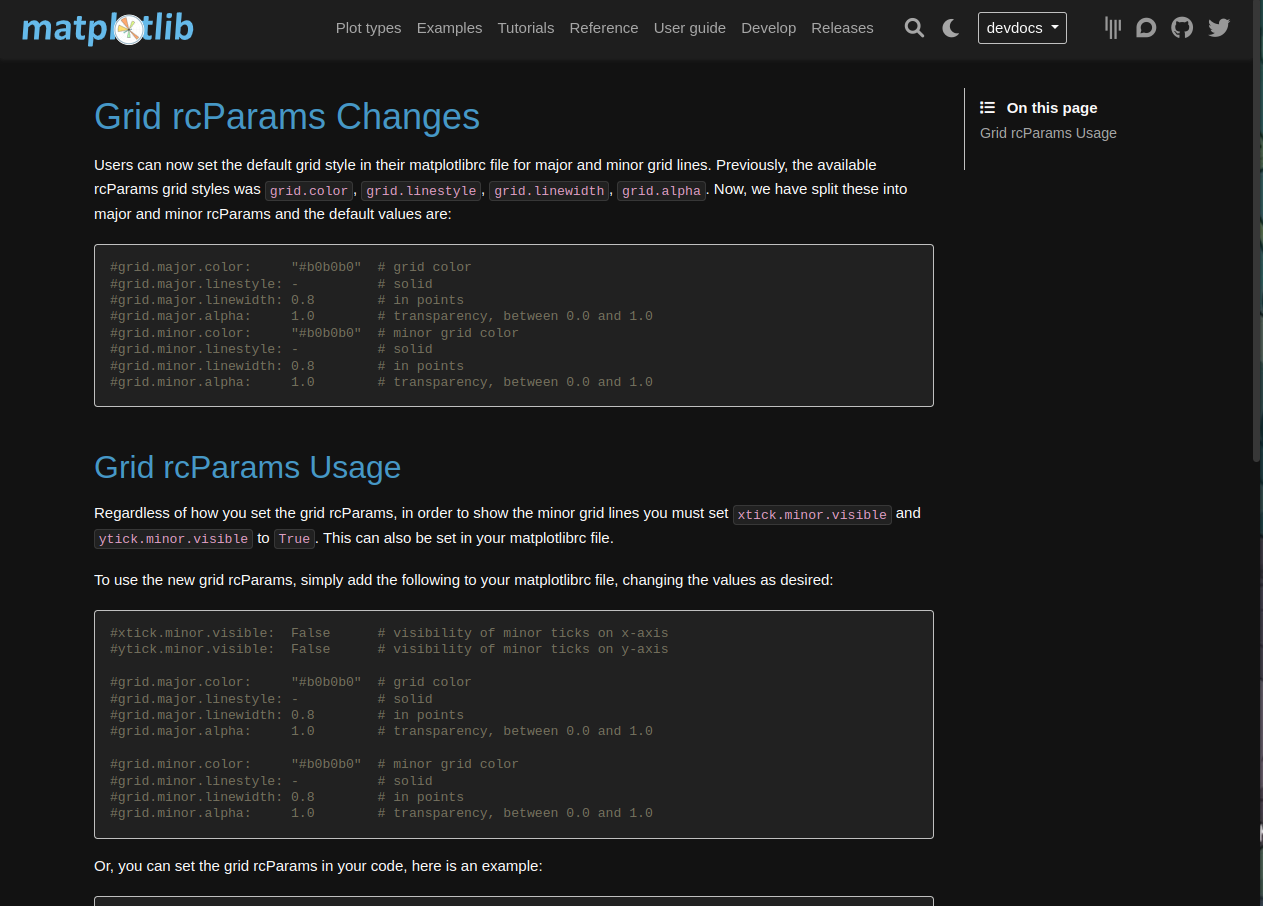 matplotlib
Plot types Examples Tutorials Reference User guide Develop Releases devdocs
Grid rcParams Changes
Users can now set the default grid style in their matplotlibrc file for major and minor grid lines. Previously, the available
rcParams grid styles was grid.color, grid.linestyle, grid.linewidth, grid.alpha. Now, we have split these into
major and minor rcParams and the default values are:
#grid.major.color:     "#b0b0b0"  # grid color
#grid.major.linestyle: -          # solid
#grid.major.linewidth: 0.8        # in points
#grid.major.alpha:     1.0        # transparency, between 0.0 and 1.0
#grid.minor.color:     "#b0b0b0"  # minor grid color
#grid.minor.linestyle: -          # solid
#grid.minor.linewidth: 0.8        # in points
#grid.minor.alpha:     1.0        # transparency, between 0.0 and 1.0
Grid rcParams Usage
Regardless of how you set the grid rcParams, in order to show the minor grid lines you must set xtick.minor.visible and
ytick.minor.visible to True. This can also be set in your matplotlibrc file.
To use the new grid rcParams, simply add the following to your matplotlibrc file, changing the values as desired:
#xtick.minor.visible:  False      # visibility of minor ticks on x-axis
#ytick.minor.visible:  False      # visibility of minor ticks on y-axis
#grid.major.color:     "#b0b0b0"  # grid color
#grid.major.linestyle: -          # solid
#grid.major.linewidth: 0.8        # in points
#grid.major.alpha:     1.0        # transparency, between 0.0 and 1.0
#grid.minor.color:     "#b0b0b0"  # minor grid color
#grid.minor.linestyle: -          # solid
#grid.minor.linewidth: 0.8        # in points
#grid.minor.alpha:     1.0        # transparency, between 0.0 and 1.0
Or, you can set the grid rcParams in your code, here is an example:
On this page
Grid rcParams Usage